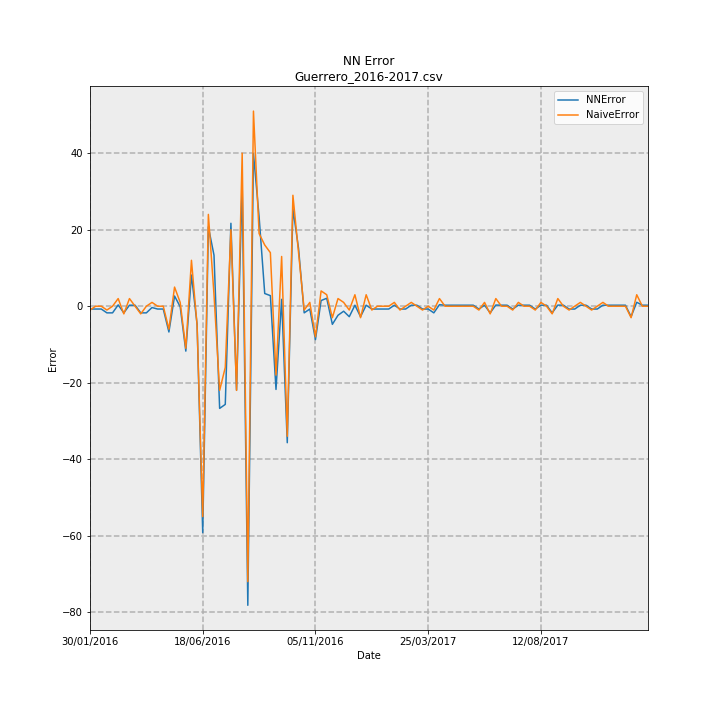 NN Error
Guerrero_2016-2017.csv
NNError
NaiveError
40
20
0
−20
−40
−60
−80
Error
30/01/2016
18/06/2016
05/11/2016
25/03/2017
12/08/2017
Date